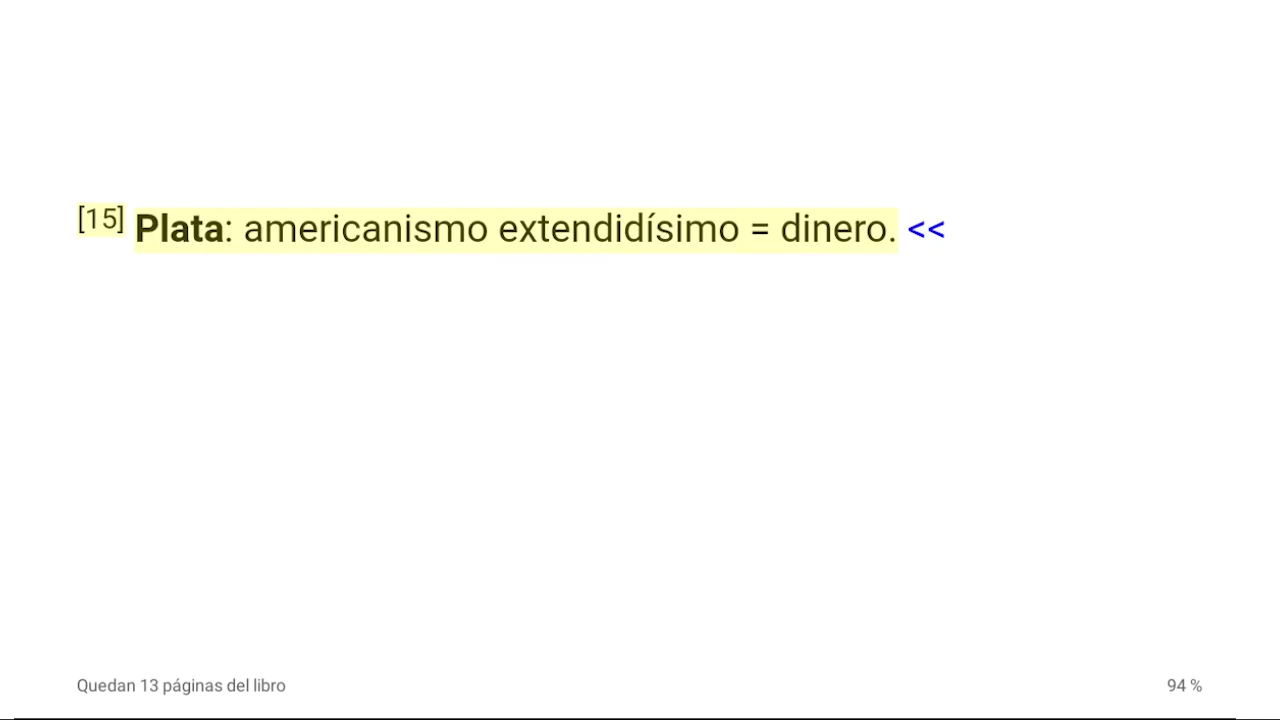 [15] Plata: americanismo extendidísimo = dinero. <<
Quedan 13 páginas del libro
94 %